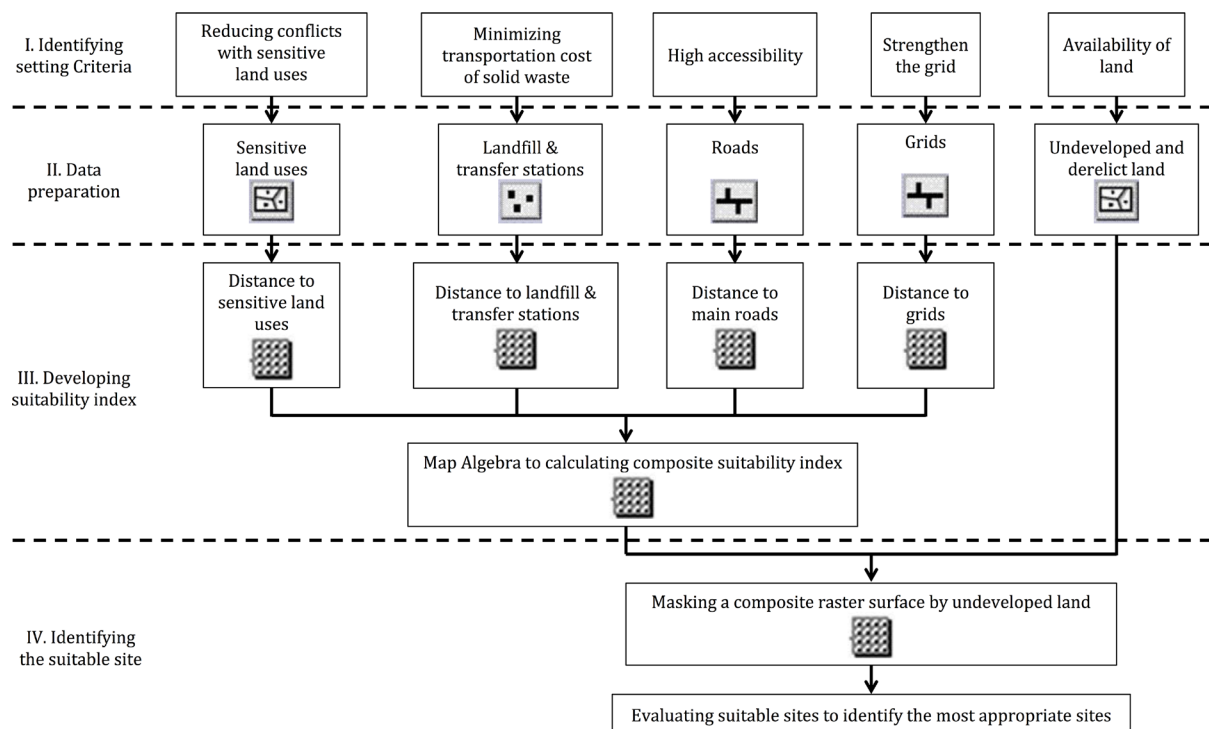 I. Identifying
setting Criteria
Reducing conflicts
with sensitive
land uses
Minimizing
transportation cost
of solid waste
High accessibility
Strengthen
the grid
Availability of
land
II. Data
preparation
Sensitive
land uses
Landfill &
transfer stations
Roads
Grids
Undeveloped and
derelict land
III. Developing
suitability index
Distance to
sensitive land
uses
Distance to landfill &
transfer stations
Distance to
main roads
Distance to
grids
Map Algebra to calculating composite suitability index
IV. Identifying
the suitable site
Masking a composite raster surface by undeveloped land
Evaluating suitable sites to identify the most appropriate sites